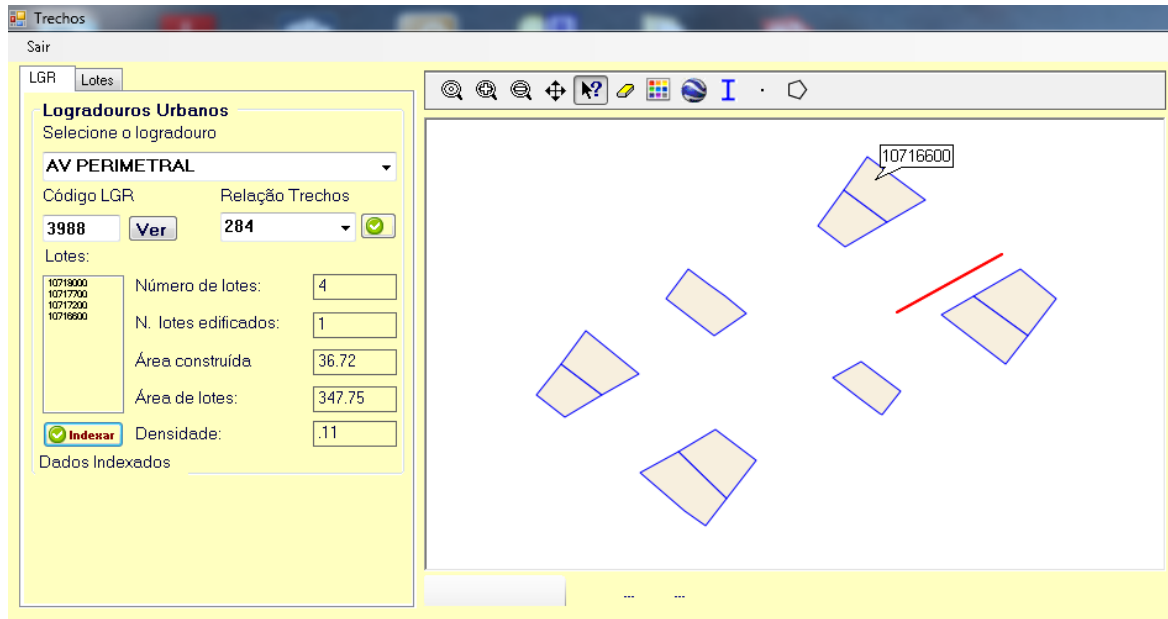 Trechos
Sair
LGR Lotes
Logradouros Urbanos
Selecione o logradouro
AV PERIMETRAL
Código LGR Relação Trechos
3988 Ver 284
Lotes:
10719000
10717700
10717200
10716600
Número de lotes: 4
N. lotes edificados: 1
Área construída 36.72
Área de lotes: 347.75
Indexar Densidade: .11
Dados Indexados
10716600
... ...